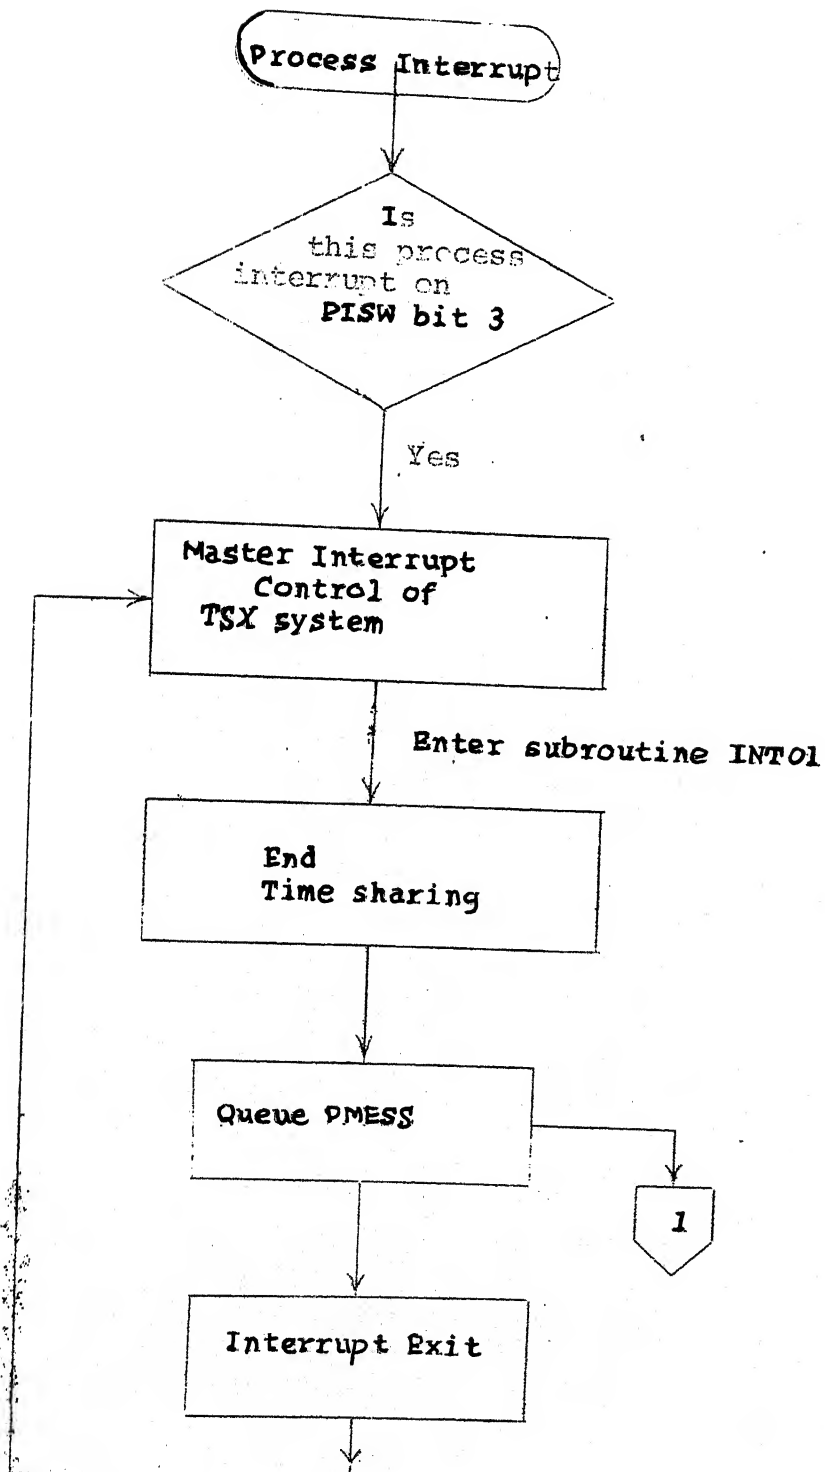 Process Interrupt
Is
this process
interrupt on
PISW bit 3
Yes
Master Interrupt
Control of
TSX system
Enter subroutine INT01
End
Time sharing
Queue PMESS
1
Interrupt Exit